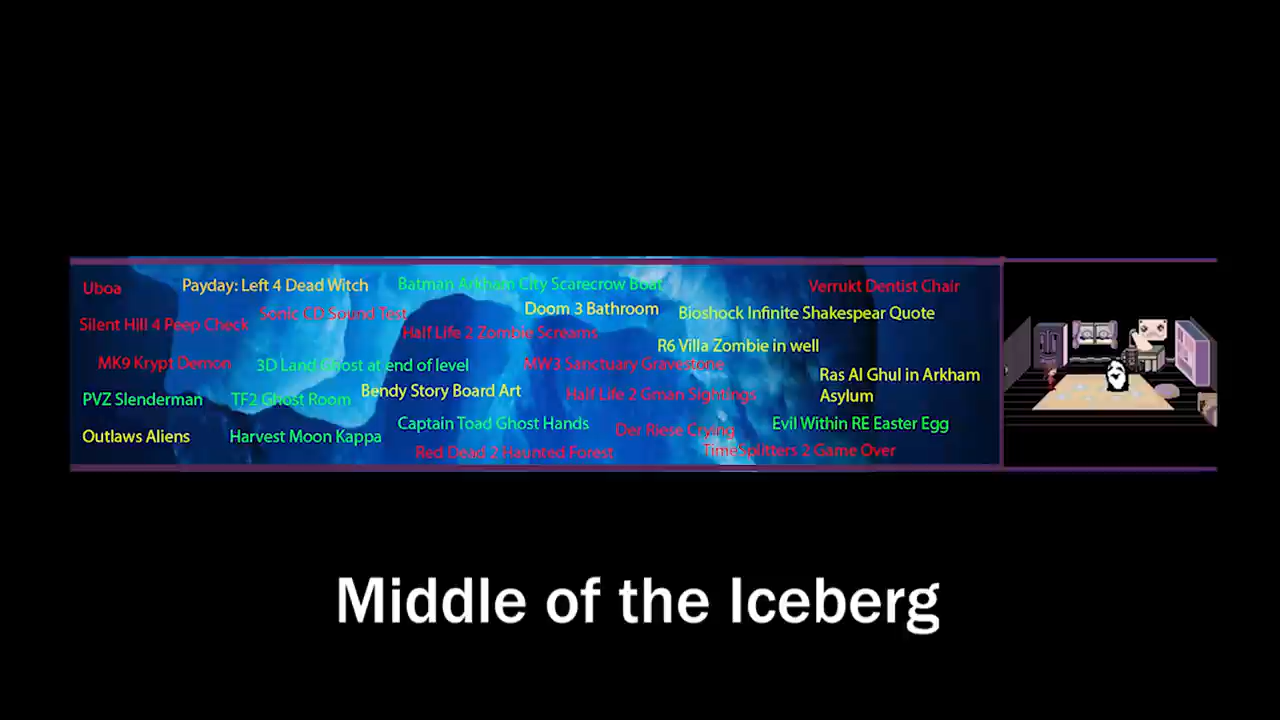 Uboa
Payday: Left 4 Dead Witch
Batman Arkham City Scarecrow Boat
Verrukt Dentist Chair
Sonic CD Sound Test
Doom 3 Bathroom
Bioshock Infinite Shakespear Quote
Silent Hill 4 Peep Check
Half Life 2 Zombie Screams
R6 Villa Zombie in well
MK9 Krypt Demon
3D Land Ghost at end of level
MW3 Sanctuary Gravestone
Ras Al Ghul in Arkham
Asylum
PVZ Slenderman
TF2 Ghost Room
Bendy Story Board Art
Half Life 2 Gman Sightings
Outlaws Aliens
Harvest Moon Kappa
Captain Toad Ghost Hands
Der Riese Crying
Evil Within RE Easter Egg
Red Dead 2 Haunted Forest
TimeSplitters 2 Game Over
Middle of the Iceberg